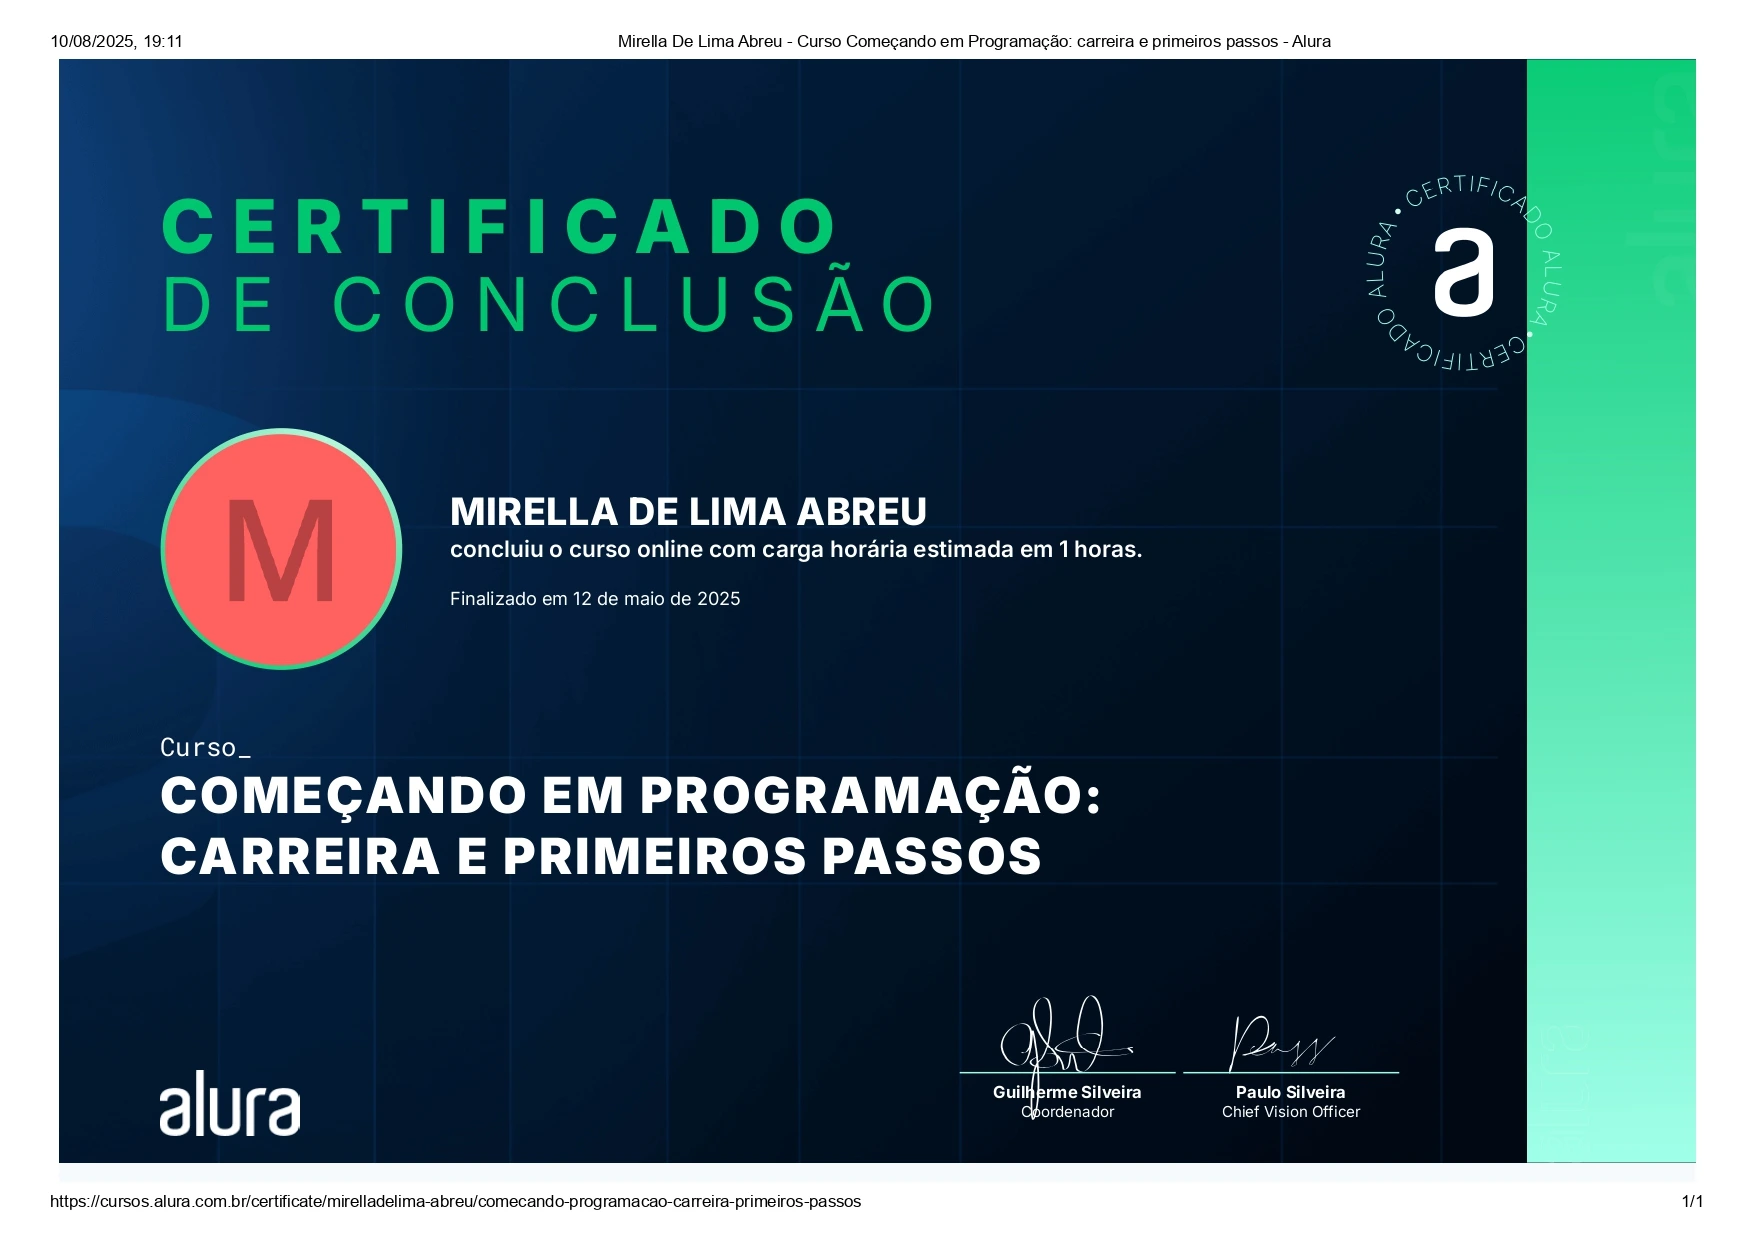 10/08/2025, 19:11
Mirella De Lima Abreu - Curso Começando em Programação: carreira e primeiros passos - Alura
CERTIFICADO
DE CONCLUSÃO
CERTIFICADO ALURA • CERTIFICADO ALURA •
a
M
MIRELLA DE LIMA ABREU
concluiu o curso online com carga horária estimada em 1 horas.
Finalizado em 12 de maio de 2025
Curso_
COMEÇANDO EM PROGRAMAÇÃO:
CARREIRA E PRIMEIROS PASSOS
Guilherme Silveira
Coordenador
Paulo Silveira
Chief Vision Officer
alura
https://cursos.alura.com.br/certificate/mirelladelima-abreu/comecando-programacao-carreira-primeiros-passos
1/1